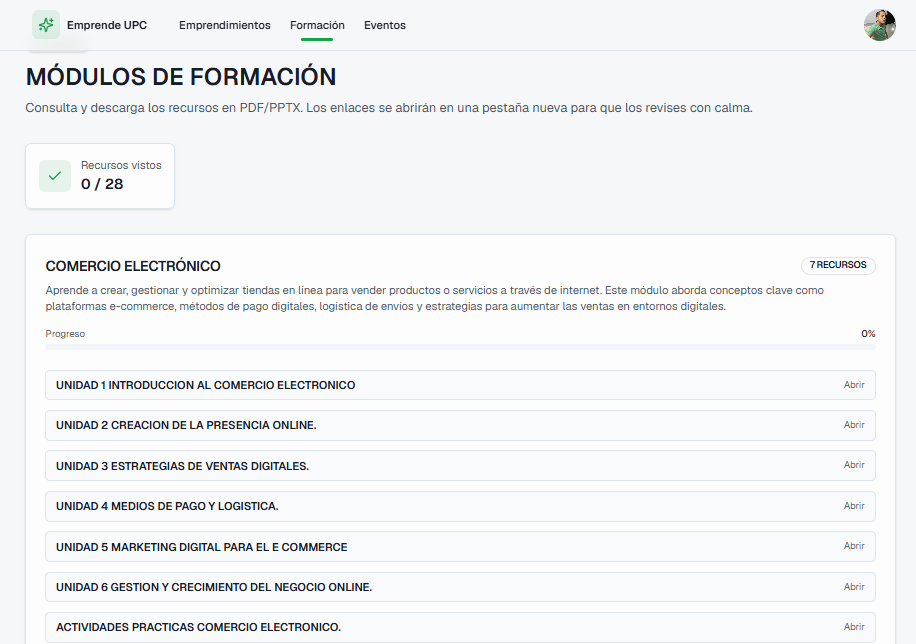 Emprende UPC
Emprendimientos
Formación
Eventos
MÓDULOS DE FORMACIÓN
Consulta y descarga los recursos en PDF/PPTX. Los enlaces se abrirán en una pestaña nueva para que los revises con calma.
Recursos vistos
0 / 28
COMERCIO ELECTRÓNICO
7 RECURSOS
Aprende a crear, gestionar y optimizar tiendas en línea para vender productos o servicios a través de internet. Este módulo aborda conceptos clave como
plataformas e-commerce, métodos de pago digitales, logística de envíos y estrategias para aumentar las ventas en entornos digitales.
Progreso
0%
UNIDAD 1 INTRODUCCION AL COMERCIO ELECTRONICO
Abrir
UNIDAD 2 CREACION DE LA PRESENCIA ONLINE.
Abrir
UNIDAD 3 ESTRATEGIAS DE VENTAS DIGITALES.
Abrir
UNIDAD 4 MEDIOS DE PAGO Y LOGISTICA.
Abrir
UNIDAD 5 MARKETING DIGITAL PARA EL E COMMERCE
Abrir
UNIDAD 6 GESTION Y CRECIMIENTO DEL NEGOCIO ONLINE.
Abrir
ACTIVIDADES PRACTICAS COMERCIO ELECTRONICO.
Abrir